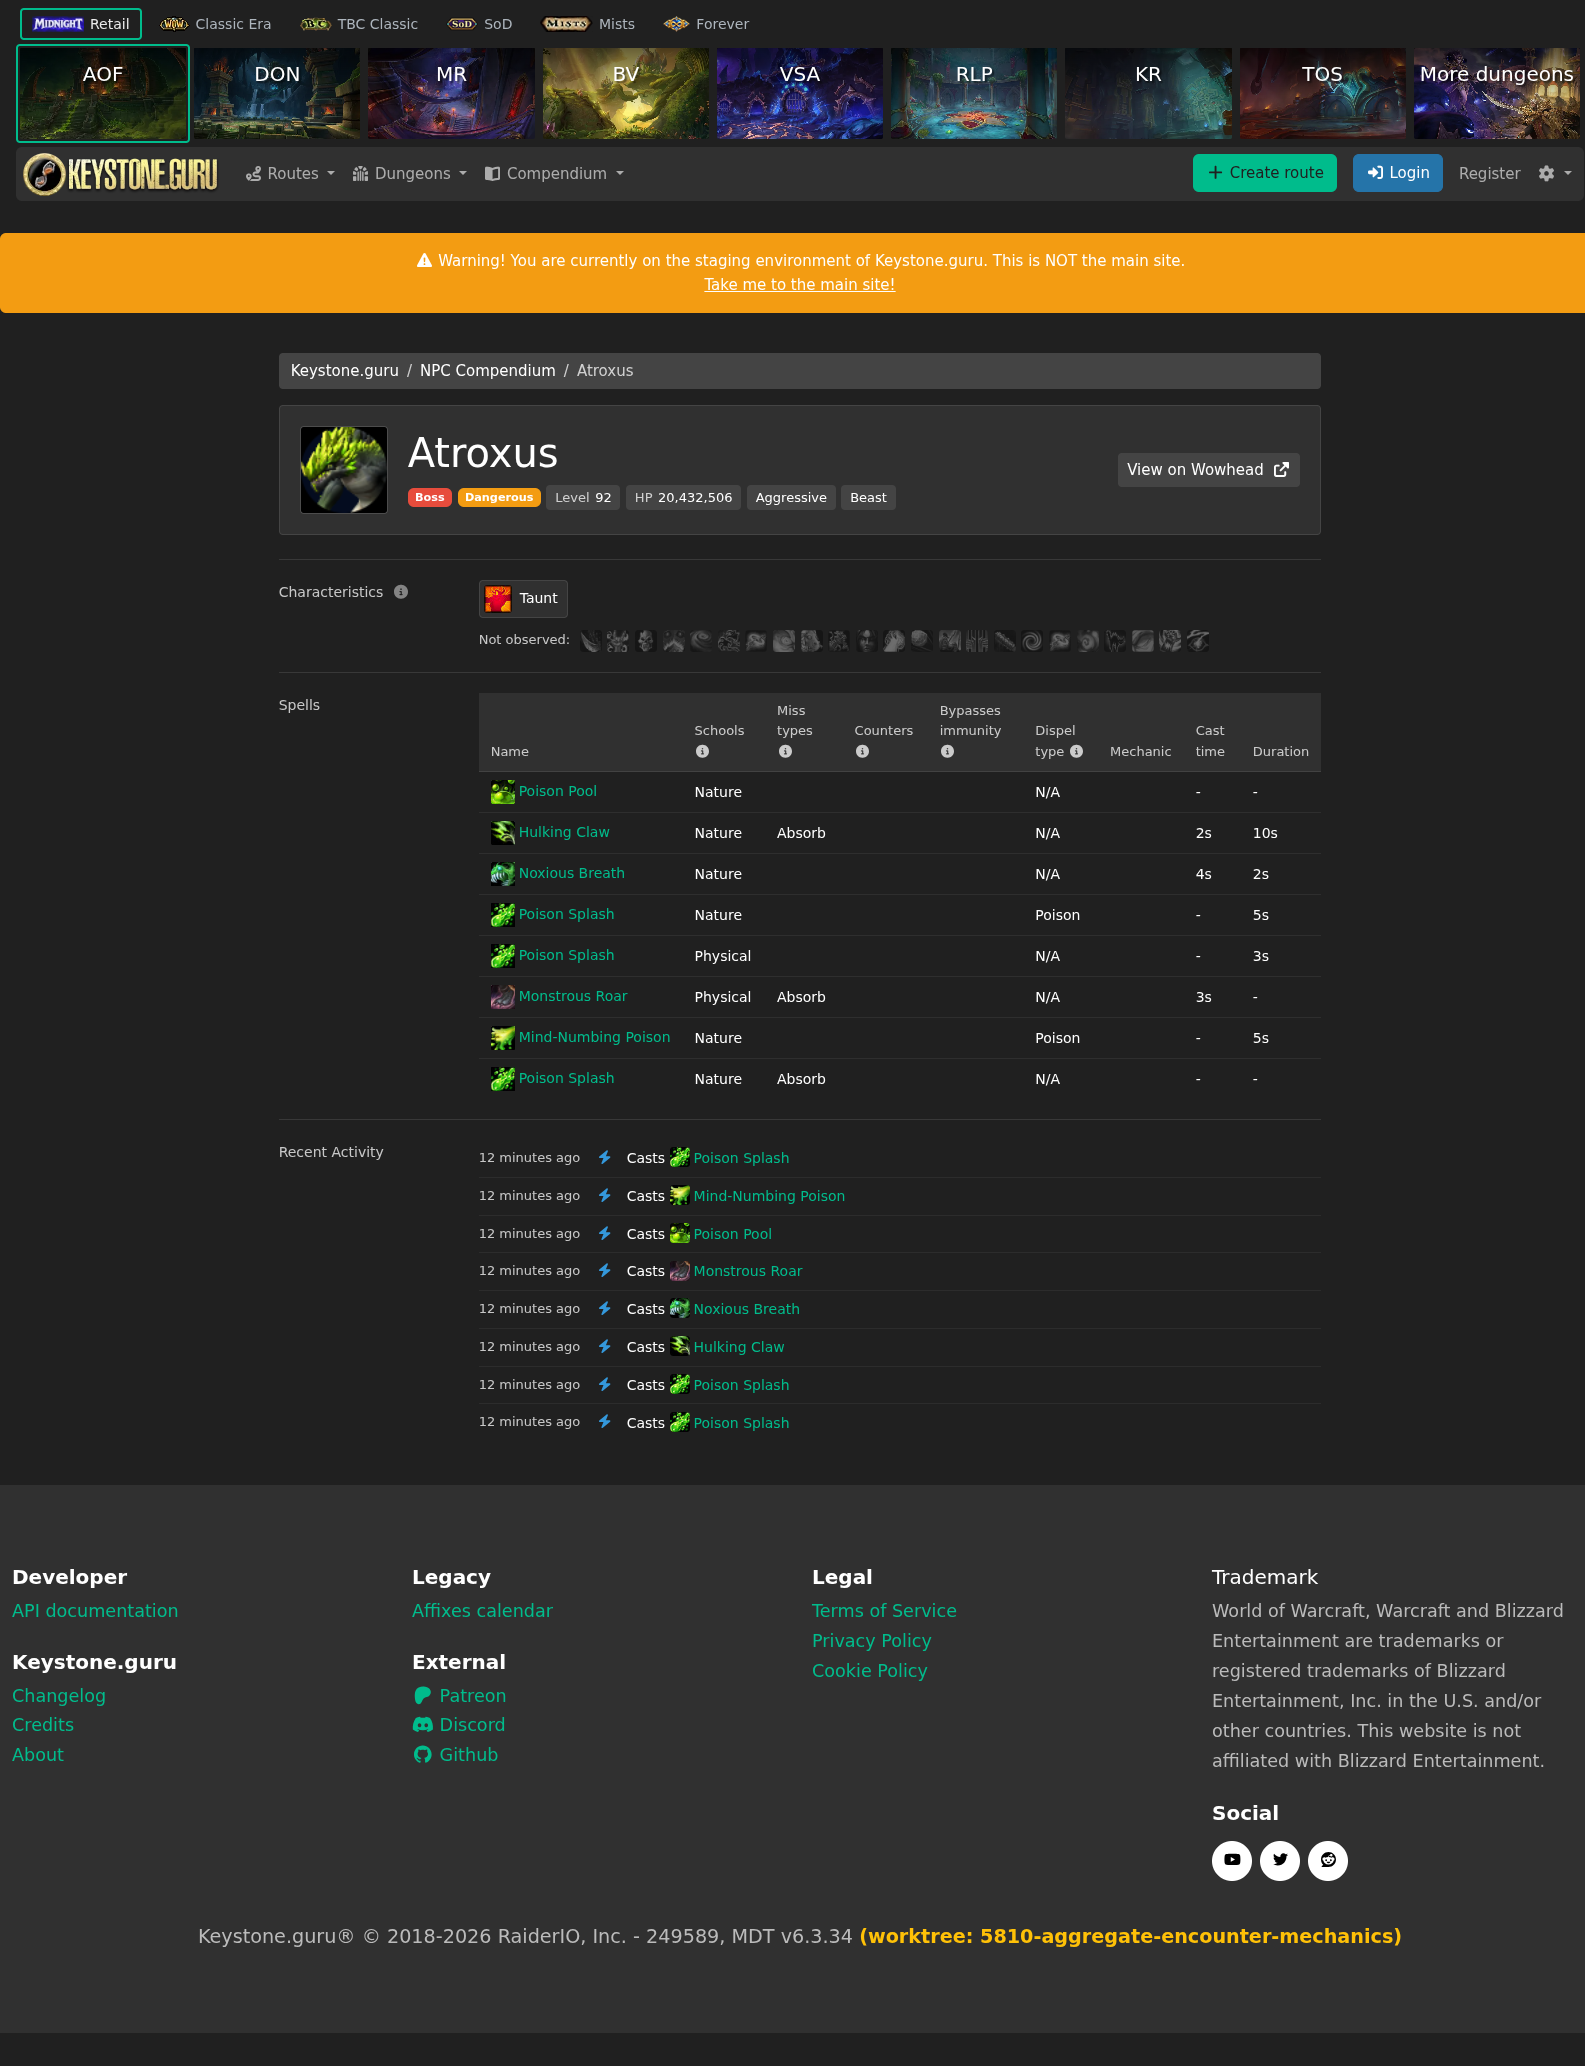 MIDNIGHT Retail WOW Classic Era BC TBC Classic SoD SoD MISTS Mists Forever
AOF DON MR BV VSA RLP KR TOS More dungeons
KEYSTONE.GURU Routes Dungeons Compendium Create route Login Register
Warning! You are currently on the staging environment of Keystone.guru. This is NOT the main site.
Take me to the main site!
Keystone.guru / NPC Compendium / Atroxus
Atroxus
Boss Dangerous Level 92 HP 20,432,506 Aggressive Beast
View on Wowhead
Characteristics
Taunt
Not observed:
Spells
Name Schools Miss types Counters Bypasses immunity Dispel type Mechanic Cast time Duration
Poison Pool Nature N/A - -
Hulking Claw Nature Absorb N/A 2s 10s
Noxious Breath Nature N/A 4s 2s
Poison Splash Nature Poison - 5s
Poison Splash Physical N/A - 3s
Monstrous Roar Physical Absorb N/A 3s -
Mind-Numbing Poison Nature Poison - 5s
Poison Splash Nature Absorb N/A - -
Recent Activity
12 minutes ago Casts Poison Splash
12 minutes ago Casts Mind-Numbing Poison
12 minutes ago Casts Poison Pool
12 minutes ago Casts Monstrous Roar
12 minutes ago Casts Noxious Breath
12 minutes ago Casts Hulking Claw
12 minutes ago Casts Poison Splash
12 minutes ago Casts Poison Splash
Developer
API documentation
Keystone.guru
Changelog
Credits
About
Legacy
Affixes calendar
External
Patreon
Discord
Github
Legal
Terms of Service
Privacy Policy
Cookie Policy
Trademark
World of Warcraft, Warcraft and Blizzard
Entertainment are trademarks or
registered trademarks of Blizzard
Entertainment, Inc. in the U.S. and/or
other countries. This website is not
affiliated with Blizzard Entertainment.
Social
Keystone.guru® © 2018-2026 RaiderIO, Inc. - 249589, MDT v6.3.34 (worktree: 5810-aggregate-encounter-mechanics)